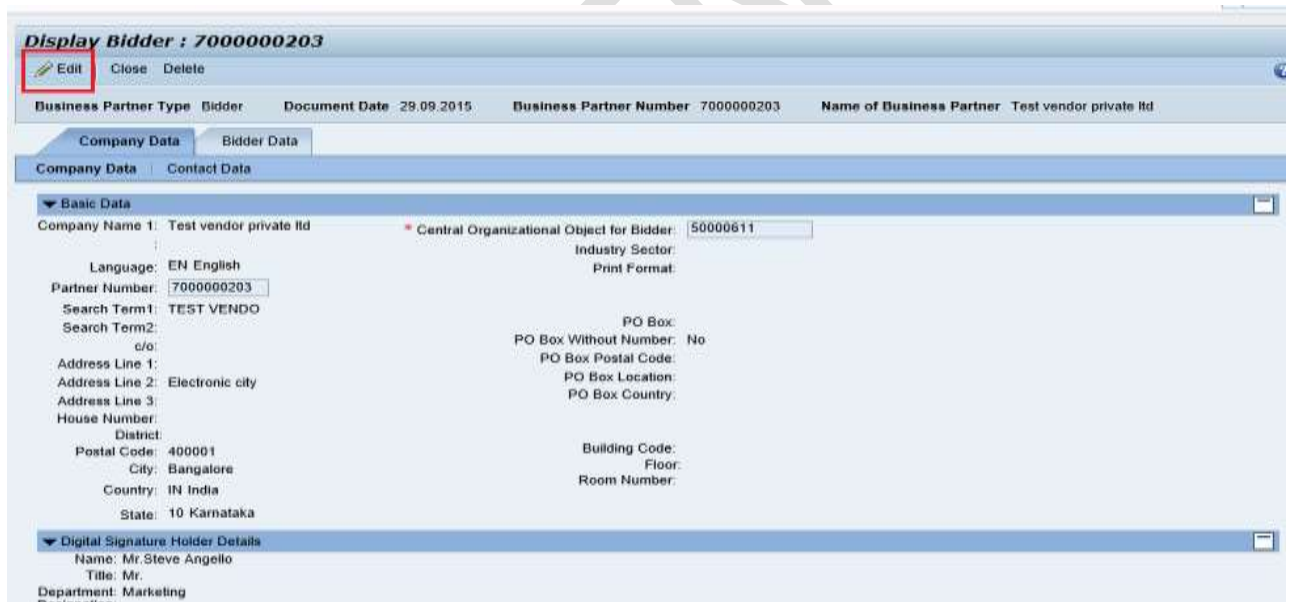 Display Bidder : 7000000203
Edit Close Delete
Business Partner Type Bidder Document Date 29.09.2015 Business Partner Number 7000000203 Name of Business Partner Test vendor private ltd
Company Data Bidder Data
Company Data Contact Data
Basic Data
Company Name 1: Test vendor private ltd * Central Organizational Object for Bidder: 50000611
: Industry Sector:
Language: EN English Print Format:
Partner Number: 7000000203
Search Term1: TEST VENDO
Search Term2: PO Box:
c/o: PO Box Without Number: No
Address Line 1: PO Box Postal Code:
Address Line 2: Electronic city PO Box Location:
Address Line 3: PO Box Country:
House Number:
District:
Postal Code: 400001 Building Code:
City: Bangalore Floor:
Country: IN India Room Number:
State: 10 Karnataka
Digital Signature Holder Details
Name: Mr.Steve Angello
Title: Mr.
Department: Marketing